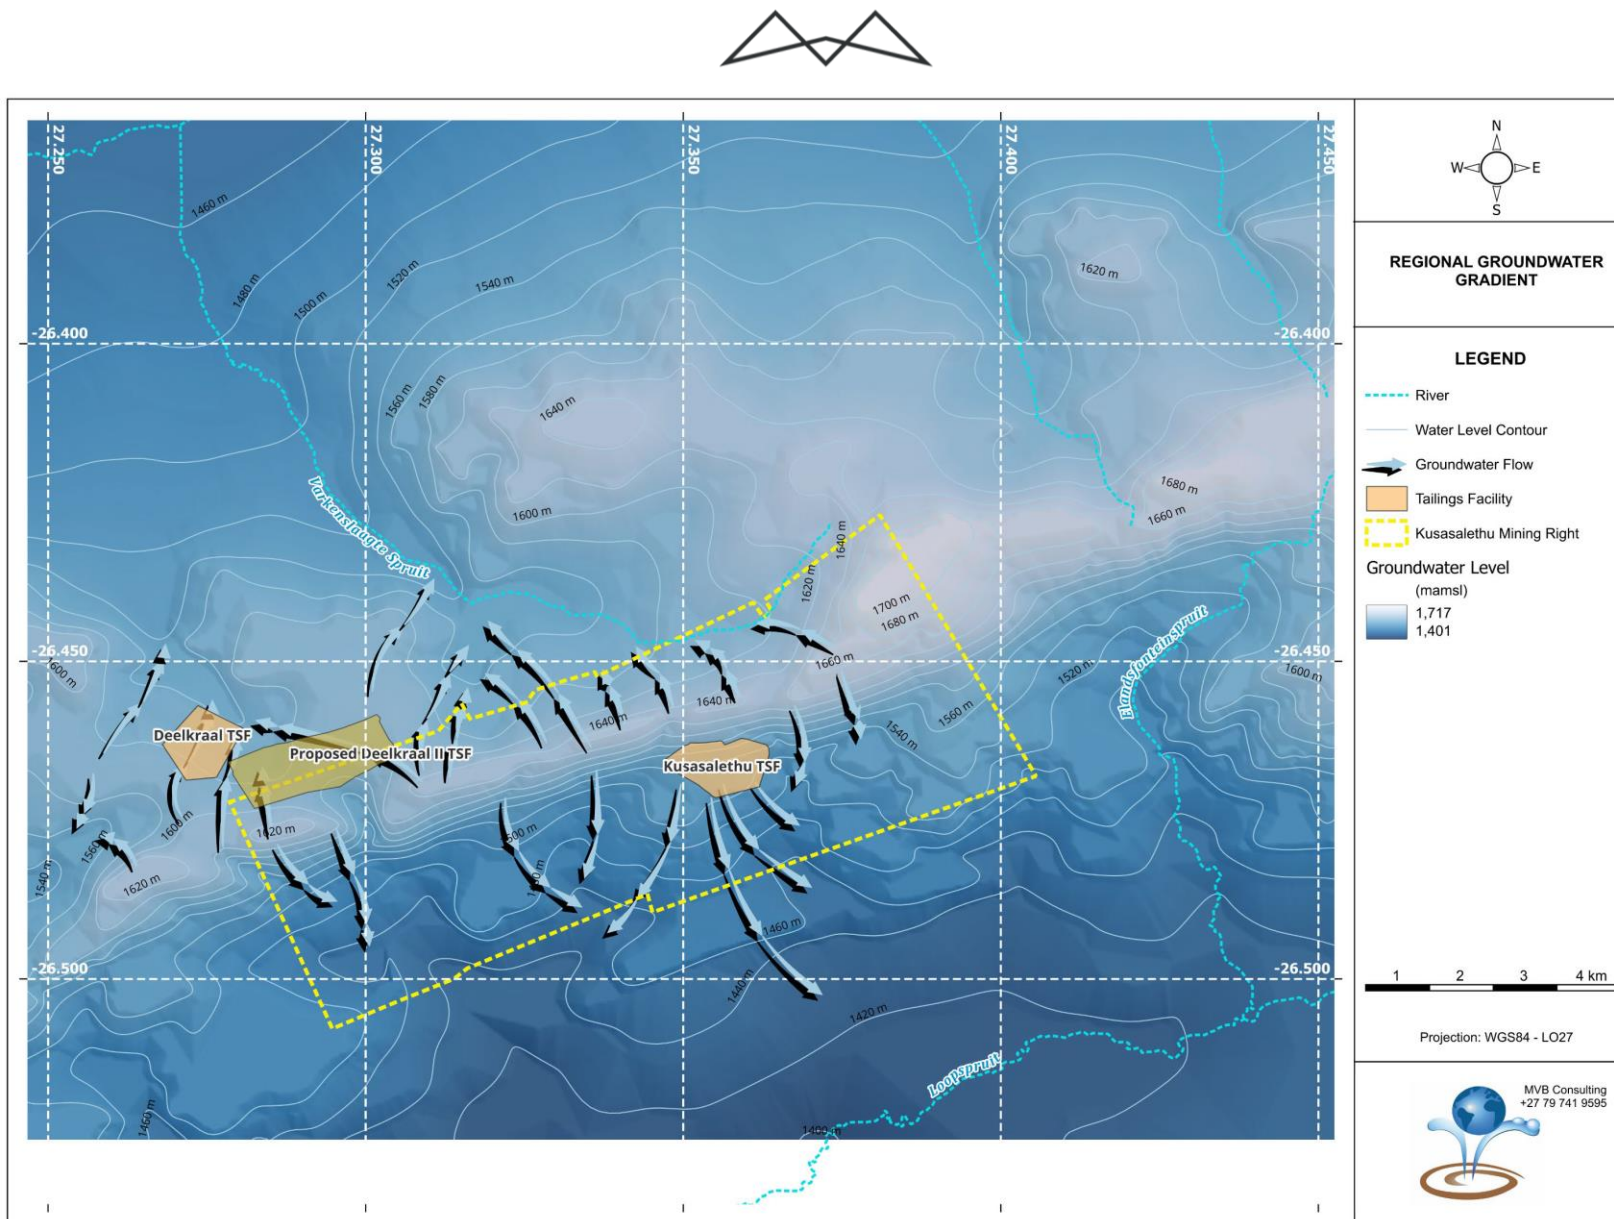 27.250
27.300
27.350
27.400
27.450
1460 m
1480 m
1500 m
1520 m
1540 m
1620 m
-26.400
-26.400
1560 m
1580 m
1640 m
1600 m
1680 m
1660 m
Varkenslaagte Spruit
1640 m
1620 m
1700 m
1680 m
Elandsfonteinspruit
-26.450
-26.450
1600 m
1660 m
1520 m
1600 m
1640 m
1640 m
1560 m
1540 m
Deelkraal TSF
Proposed Deelkraal II TSF
Kusasalethu TSF
1600 m
1620 m
1560 m
1540 m
1620 m
1500 m
1460 m
-26.500
-26.500
1440 m
1420 m
Loopspruit
1460 m
1400 m
N
W E
S
REGIONAL GROUNDWATER
GRADIENT
LEGEND
River
Water Level Contour
Groundwater Flow
Tailings Facility
Kusasalethu Mining Right
Groundwater Level
(mamsl)
1,717
1,401
1 2 3 4 km
Projection: WGS84 - LO27
MVB Consulting
+27 79 741 9595